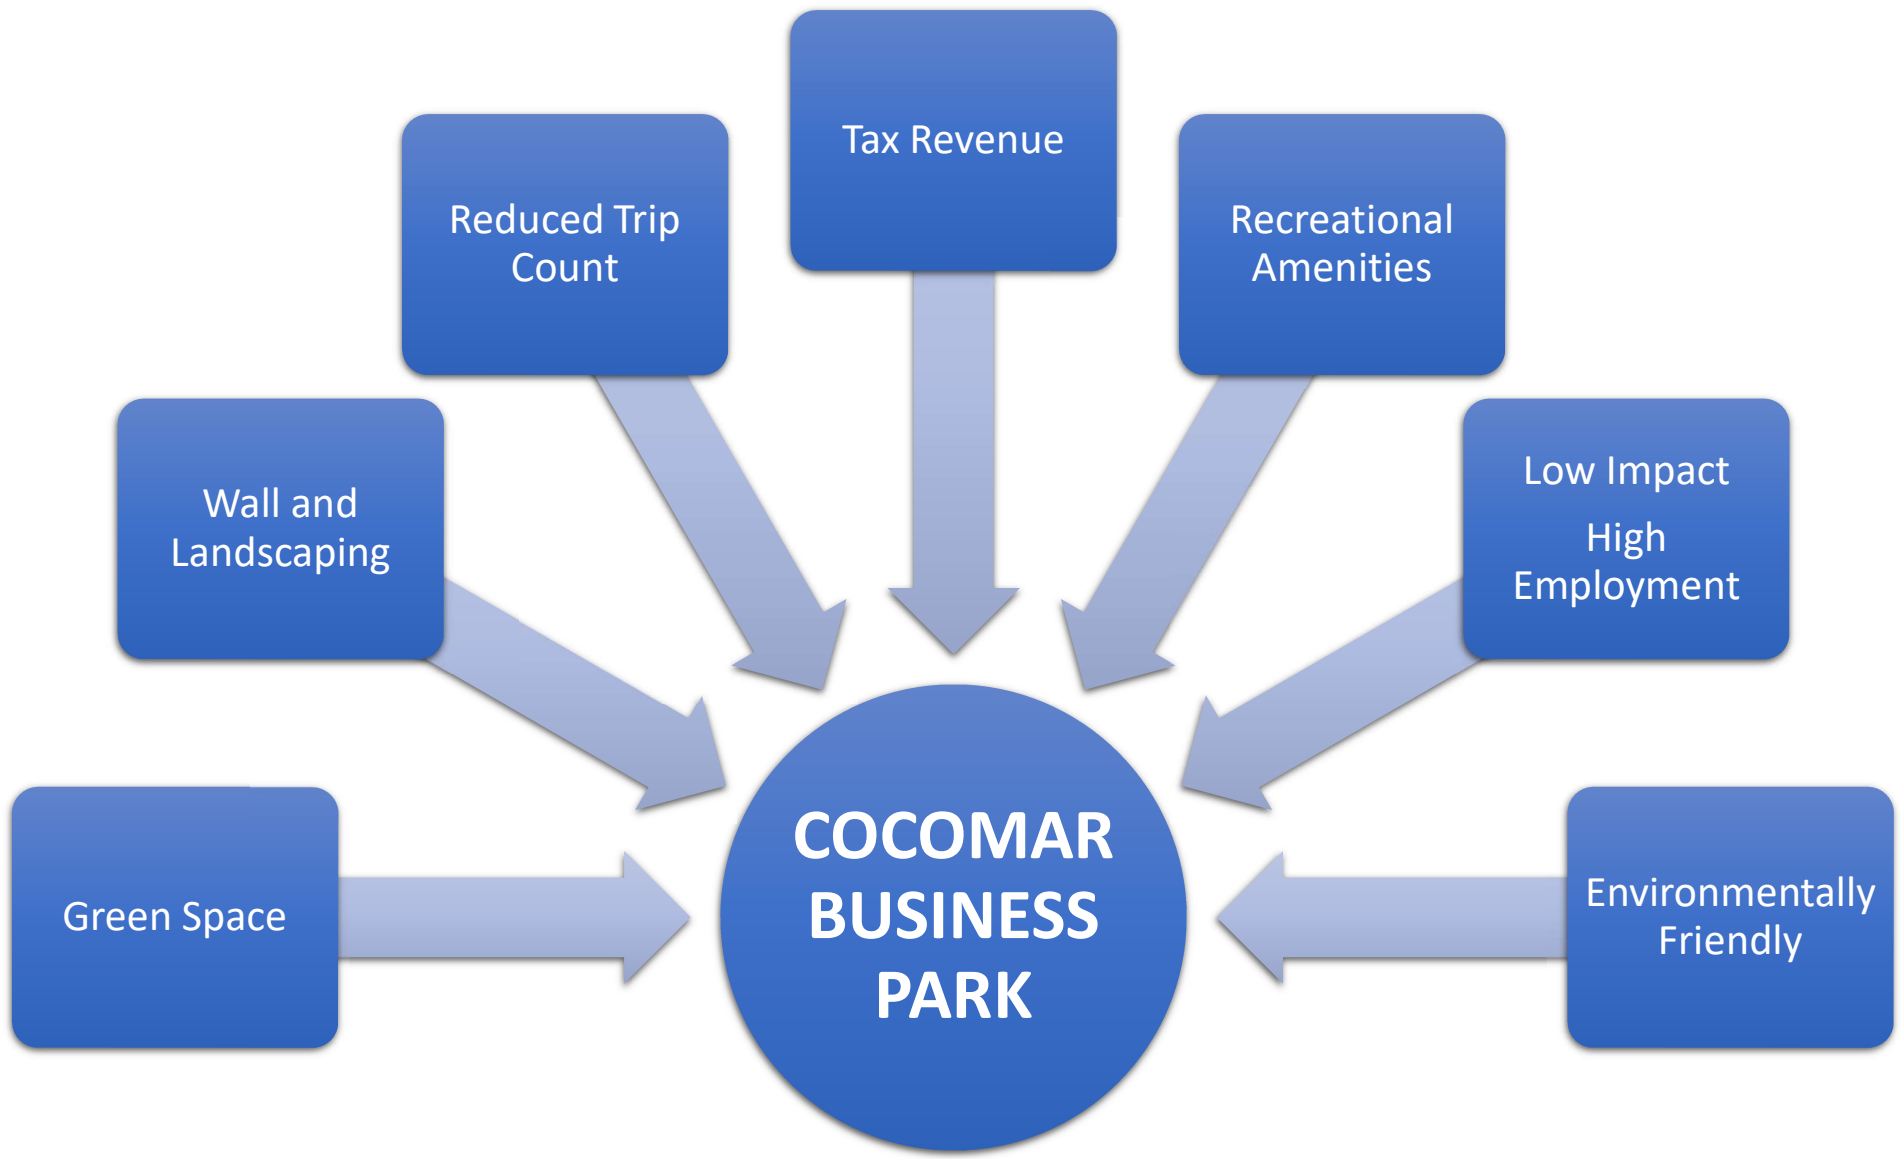 Green Space
Wall and
Landscaping
Reduced Trip
Count
Tax Revenue
Recreational
Amenities
Low Impact
High
Employment
Environmentally
Friendly
COCOMAR
BUSINESS
PARK